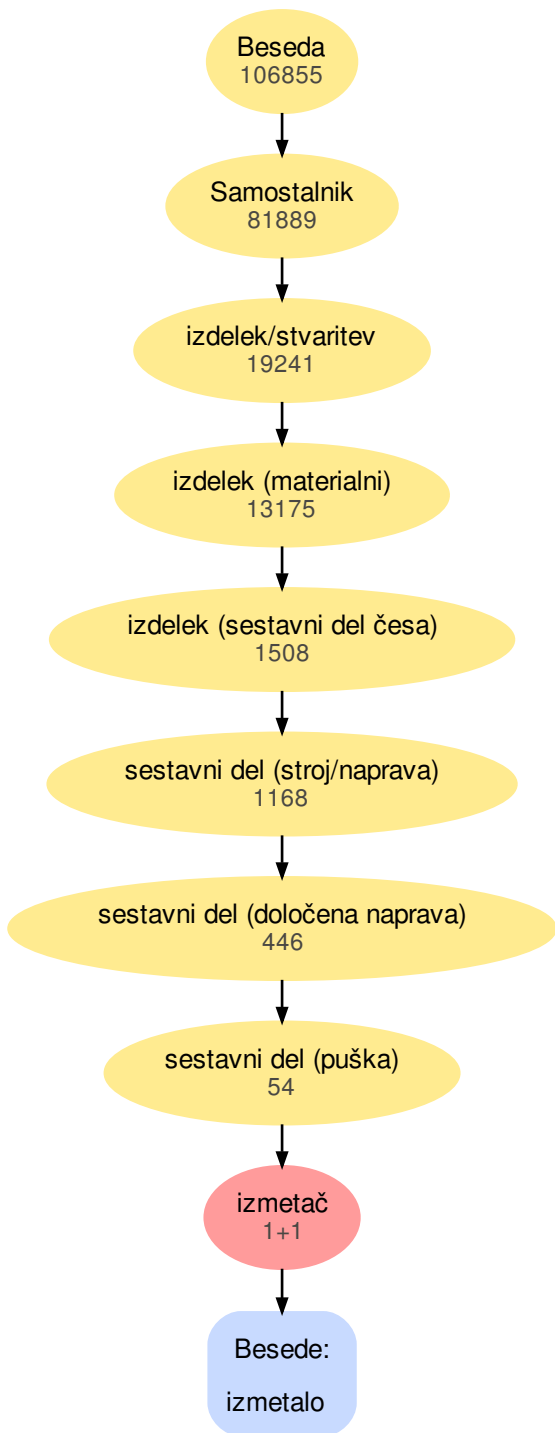 Beseda
106855
Samostalnik
81889
izdelek/stvaritev
19241
izdelek (materialni)
13175
izdelek (sestavni del česa)
1508
sestavni del (stroj/naprava)
1168
sestavni del (določena naprava)
446
sestavni del (puška)
54
izmetač
1+1
Besede:
izmetalo